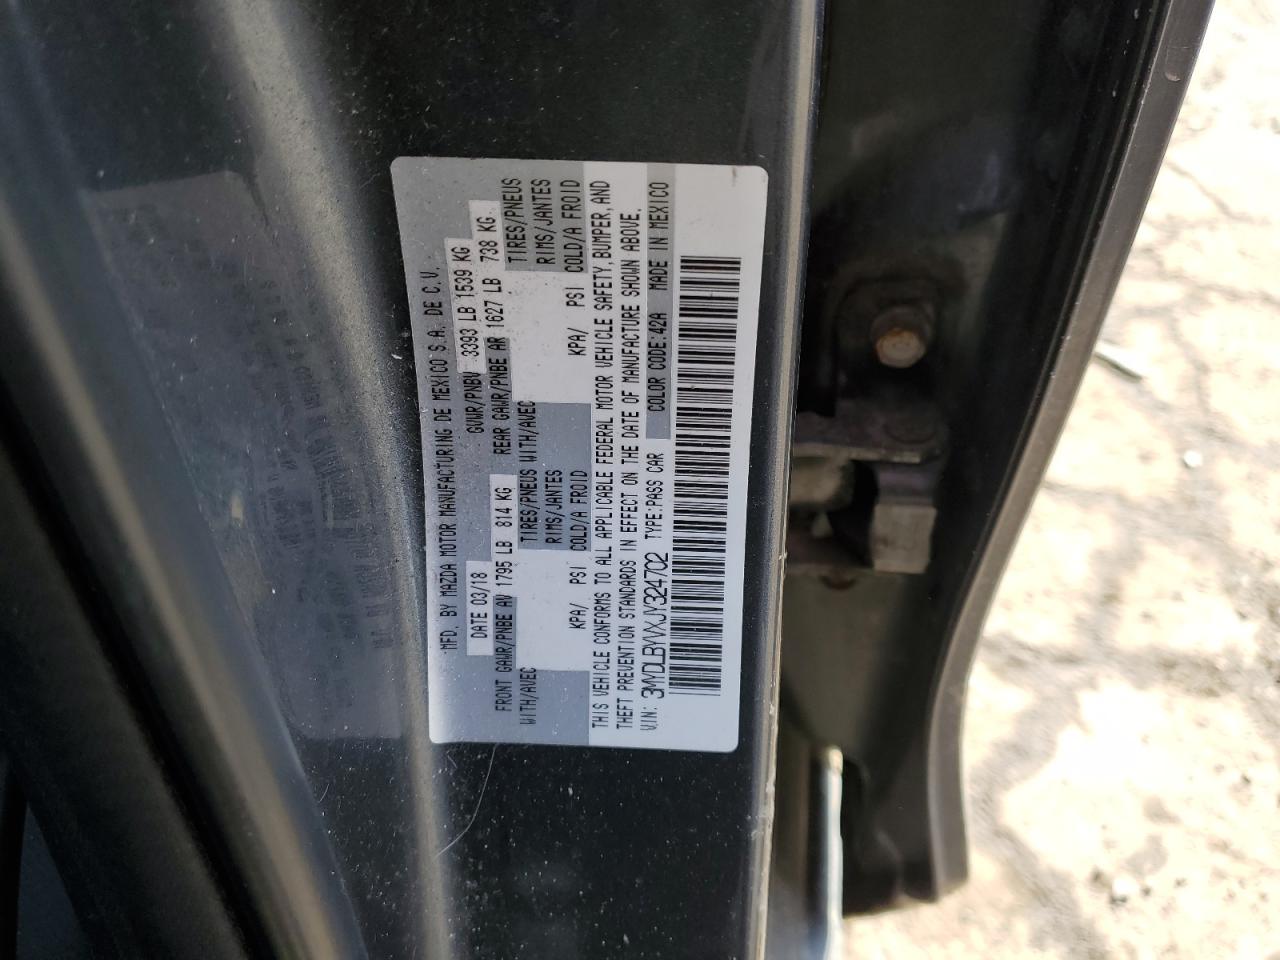 MFD. BY MAZDA MOTOR MANUFACTURING DE MEXICO S.A. DE C.V.
DATE 03/18 GVWR/PNBV 3393 LB 1539 KG
FRONT GAWR/PNBE AV 1795 LB 814 KG REAR GAWR/PNBE AR 1627 LB 738 KG
WITH/AVEC TIRES/PNEUS WITH/AVEC TIRES/PNEUS
RIMS/JANTES RIMS/JANTES
KPA/ PSI COLD/A FROID KPA/ PSI COLD/A FROID
THIS VEHICLE CONFORMS TO ALL APPLICABLE FEDERAL MOTOR VEHICLE SAFETY, BUMPER, AND
THEFT PREVENTION STANDARDS IN EFFECT ON THE DATE OF MANUFACTURE SHOWN ABOVE.
VIN: 3MYDLBYVXJY324702 TYPE:PASS CAR COLOR CODE:42A MADE IN MEXICO